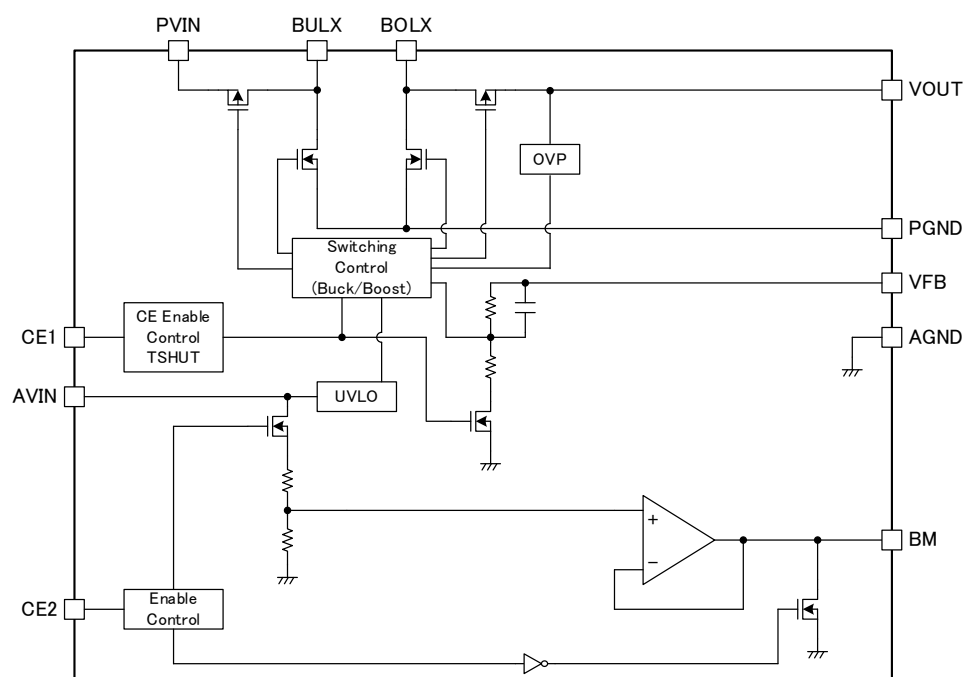 PVIN BULX BOLX
VOUT
OVP
PGND
Switching
Control
(Buck/Boost)
VFB
CE1
CE Enable
Control
TSHUT
AGND
AVIN
UVLO
+
−
BM
CE2
Enable
Control